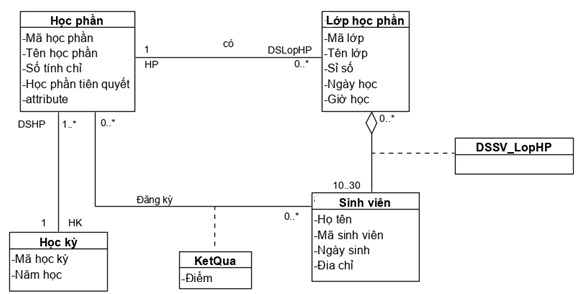 Học phần
-Mã học phần
-Tên học phần
-Số tính chỉ
-Học phần tiên quyết
-attribute
1
HP
có
DSLopHP
0..*
Lớp học phần
-Mã lớp
-Tên lớp
-Sỉ số
-Ngày học
-Giờ học
DSHP
1..*
0..*
0..*
DSSV_LopHP
10..30
Đăng ký
0..*
Sinh viên
-Họ tên
-Mã sinh viên
-Ngày sinh
-Đia chỉ
1
HK
Học kỳ
-Mã học kỳ
-Năm học
KetQua
-Điểm